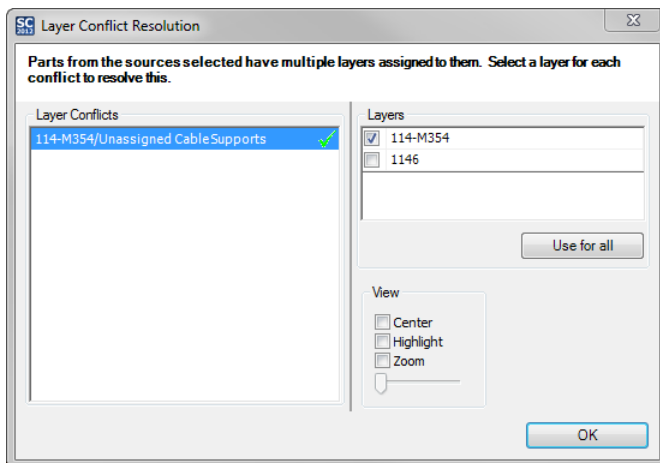 SC
2012
Layer Conflict Resolution
Parts from the sources selected have multiple layers assigned to them. Select a layer for each
conflict to resolve this.
Layer Conflicts
114-M354/Unassigned CableSupports
Layers
114-M354
1146
Use for all
View
Center
Highlight
Zoom
OK